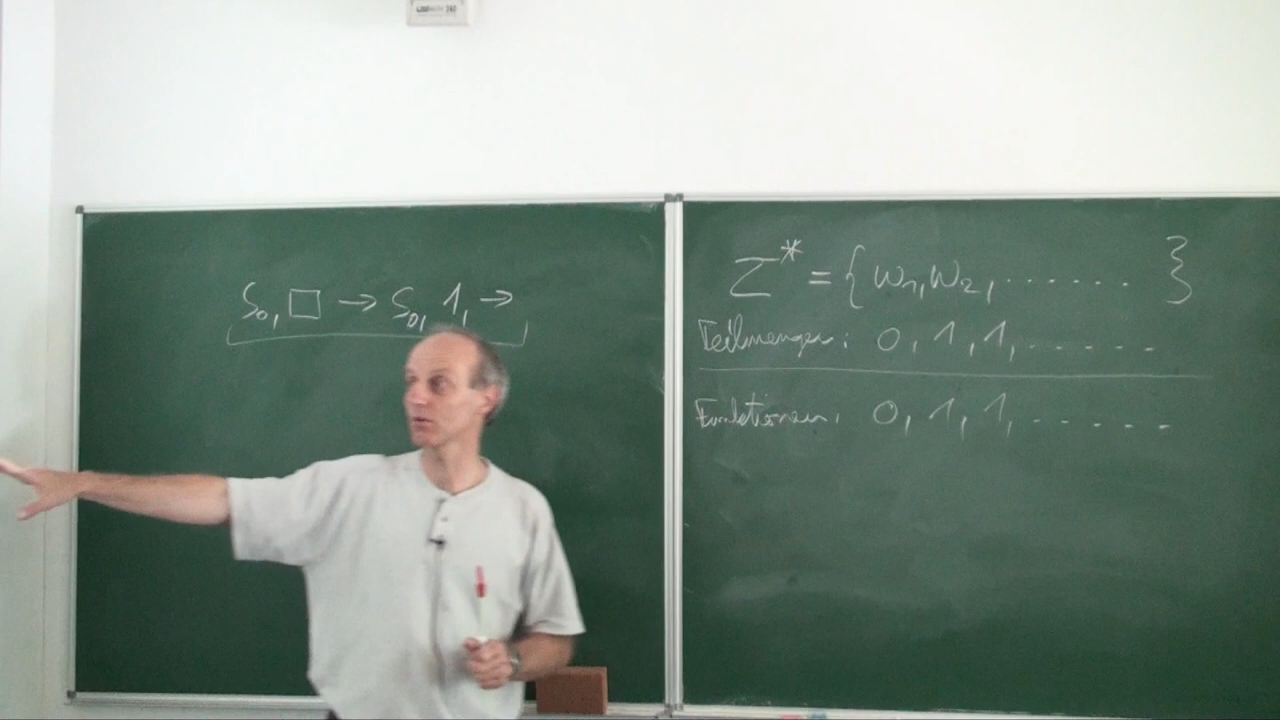 S₀, □ → S₀, 1, →
Σ* = { w₁, w₂, ...... }
Teilmengen: 0, 1, 1, ......
Funktionen: 0, 1, 1, ......